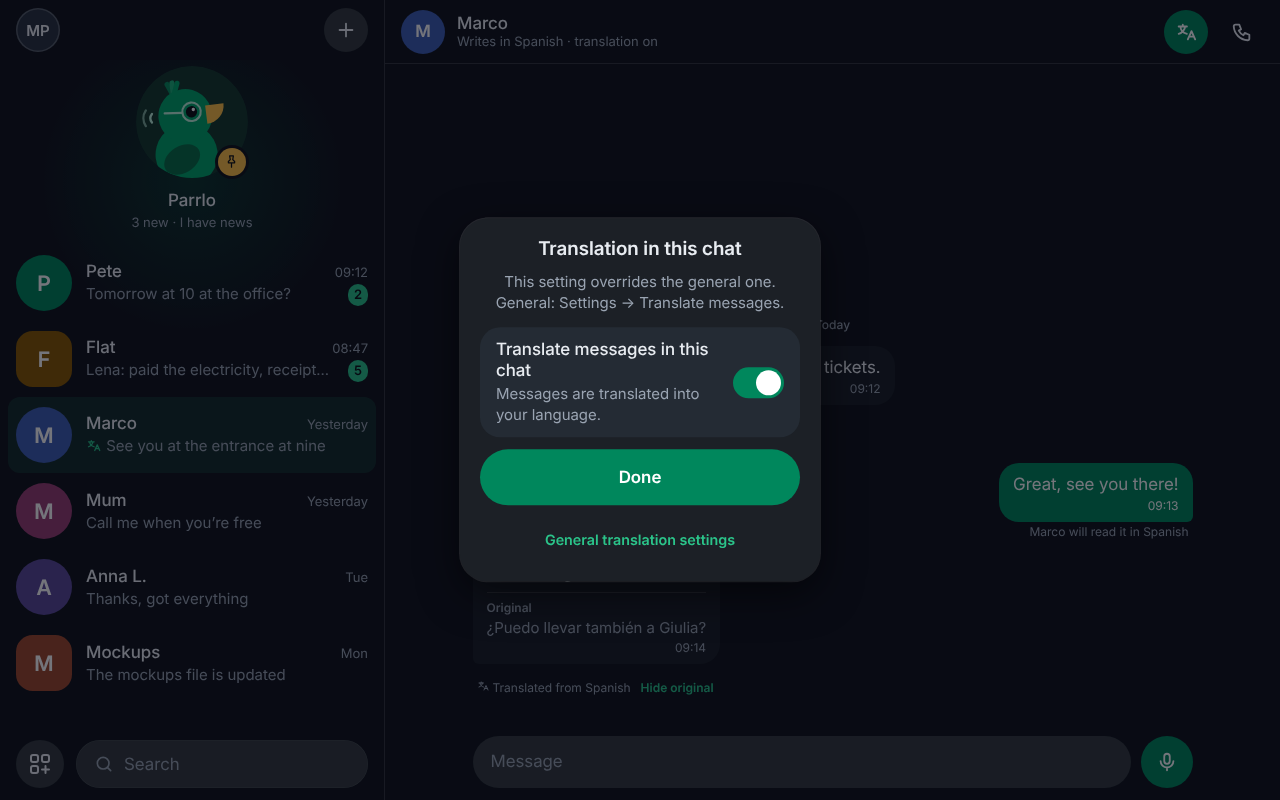 MP
Parrlo
3 new · I have news
P
Pete
09:12
Tomorrow at 10 at the office?
2
F
Flat
08:47
Lena: paid the electricity, receipt...
5
M
Marco
Yesterday
See you at the entrance at nine
M
Mum
Yesterday
Call me when you're free
A
Anna L.
Tue
Thanks, got everything
M
Mockups
Mon
The mockups file is updated
Search
M
Marco
Writes in Spanish · translation on
Today
tickets.
09:12
Translation in this chat
This setting overrides the general one.
General: Settings → Translate messages.
Translate messages in this
chat
Messages are translated into
your language.
Done
General translation settings
Great, see you there!
09:13
Marco will read it in Spanish
Original
¿Puedo llevar también a Giulia?
09:14
Translated from Spanish Hide original
Message